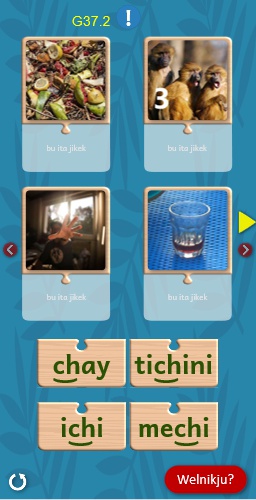 G37.2 !
3
bu ita jikek
bu ita jikek
bu ita jikek
bu ita jikek
chay
tichini
ichi
mechi
Welnikju?